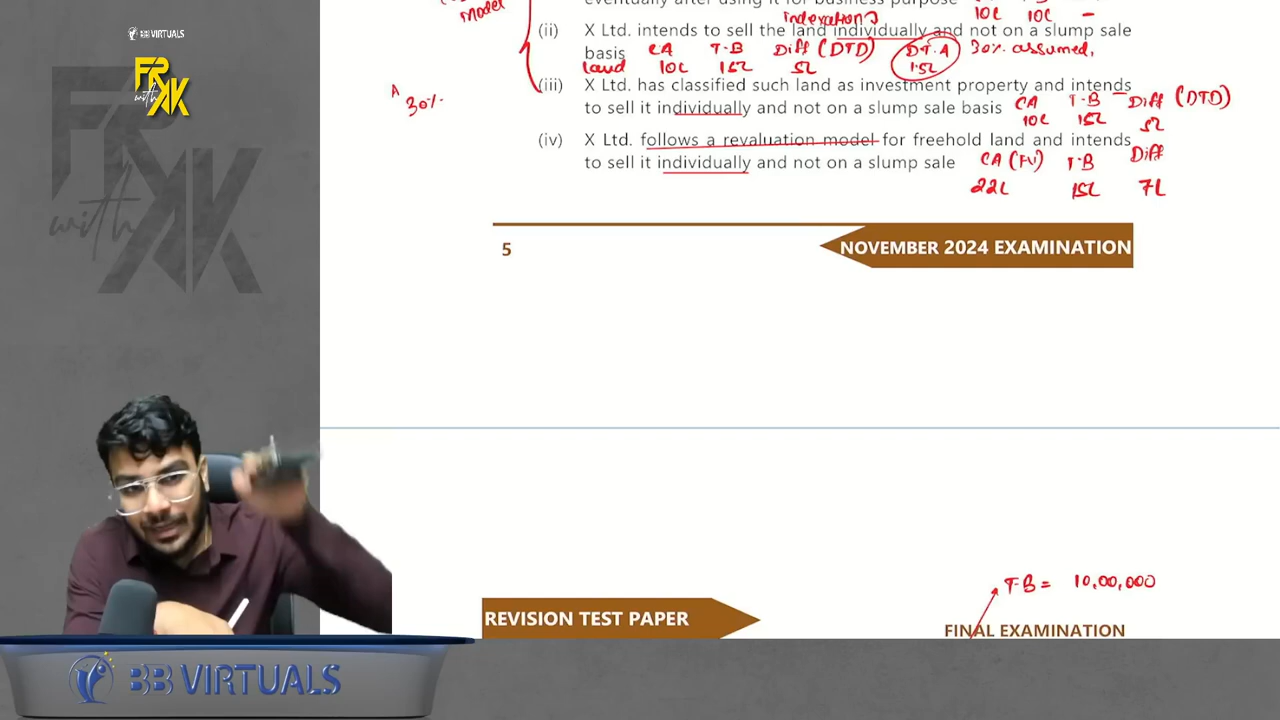 BB VIRTUALS
FR
with
AK
FR
with
AK
Model
eventually after using it for business purpose
10L 10L –
indexation
(ii) X Ltd. intends to sell the land individually and not on a slump sale
basis CA T·B Diff (DTD) D.T.A 30% assumed,
Land 10L 15L 5L 1.5L
(iii) X Ltd. has classified such land as investment property and intends
A 30%
to sell it individually and not on a slump sale basis CA T·B Diff (DTD)
10L 15L 5L
(iv) X Ltd. follows a revaluation model for freehold land and intends
to sell it individually and not on a slump sale CA (FV) T·B Diff
22L 15L 7L
5 NOVEMBER 2024 EXAMINATION
T·B = 10,00,000
REVISION TEST PAPER
FINAL EXAMINATION
BB VIRTUALS